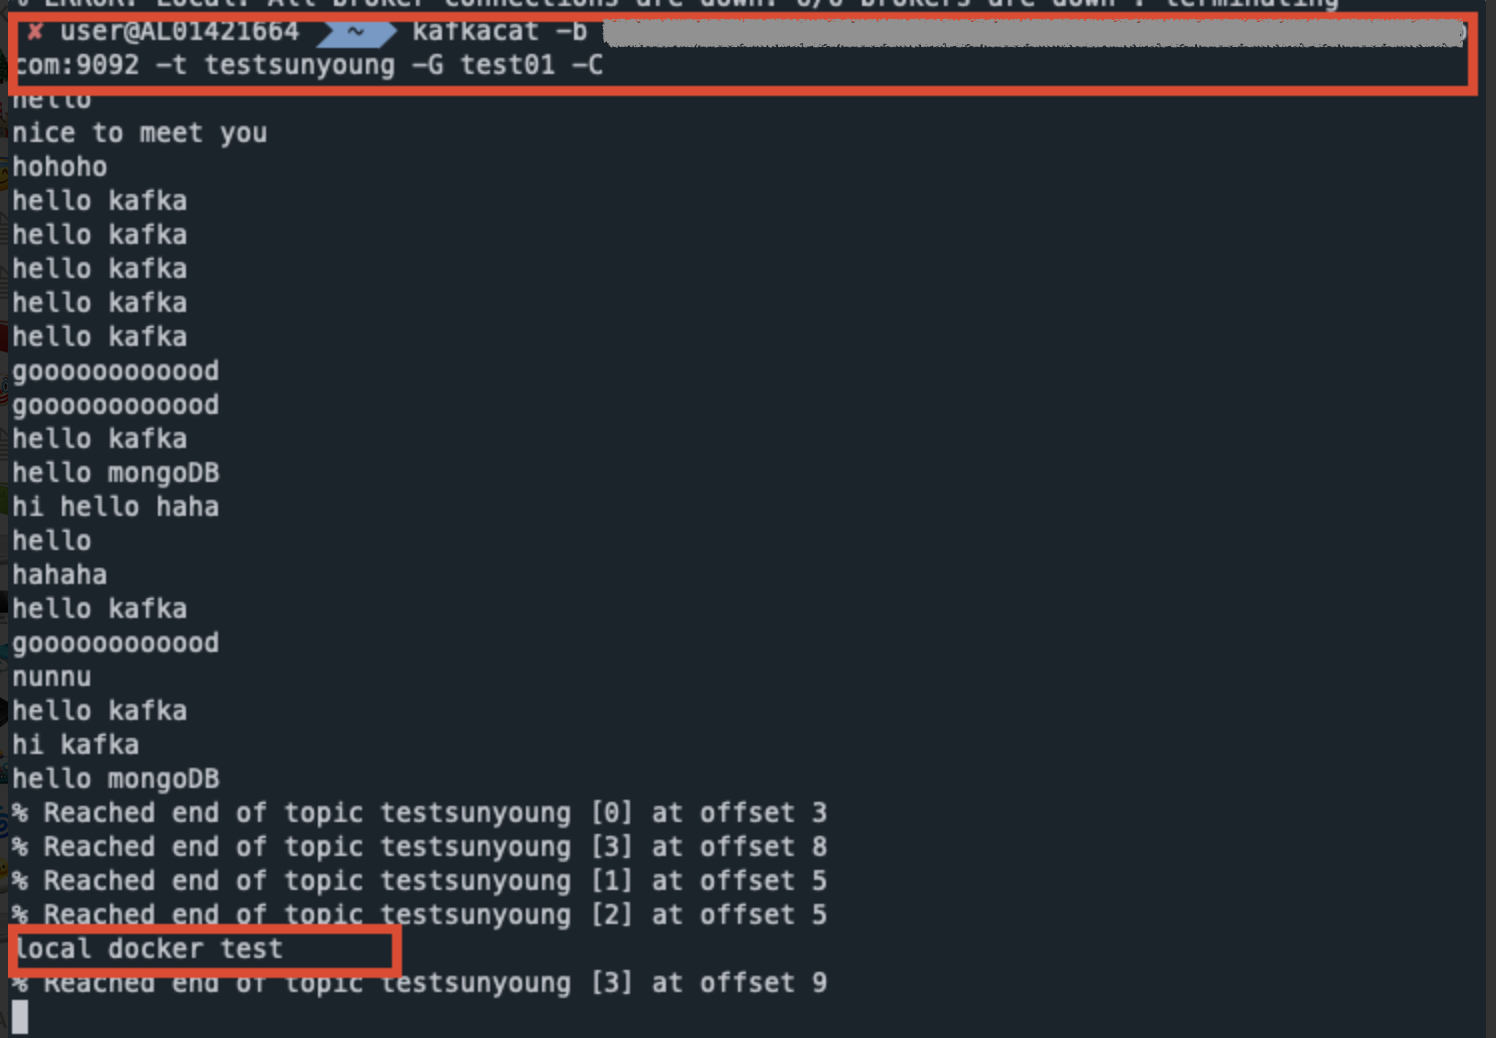 % ERROR: Local: All broker connections are down: 6/6 brokers are down : terminating
✘ user@AL01421664 ~ kafkacat -b
com:9092 -t testsunyoung -G test01 -C
hello
nice to meet you
hohoho
hello kafka
hello kafka
hello kafka
hello kafka
hello kafka
goooooooooood
goooooooooood
hello kafka
hello mongoDB
hi hello haha
hello
hahaha
hello kafka
goooooooooood
nunnu
hello kafka
hi kafka
hello mongoDB
% Reached end of topic testsunyoung [0] at offset 3
% Reached end of topic testsunyoung [3] at offset 8
% Reached end of topic testsunyoung [1] at offset 5
% Reached end of topic testsunyoung [2] at offset 5
local docker test
% Reached end of topic testsunyoung [3] at offset 9